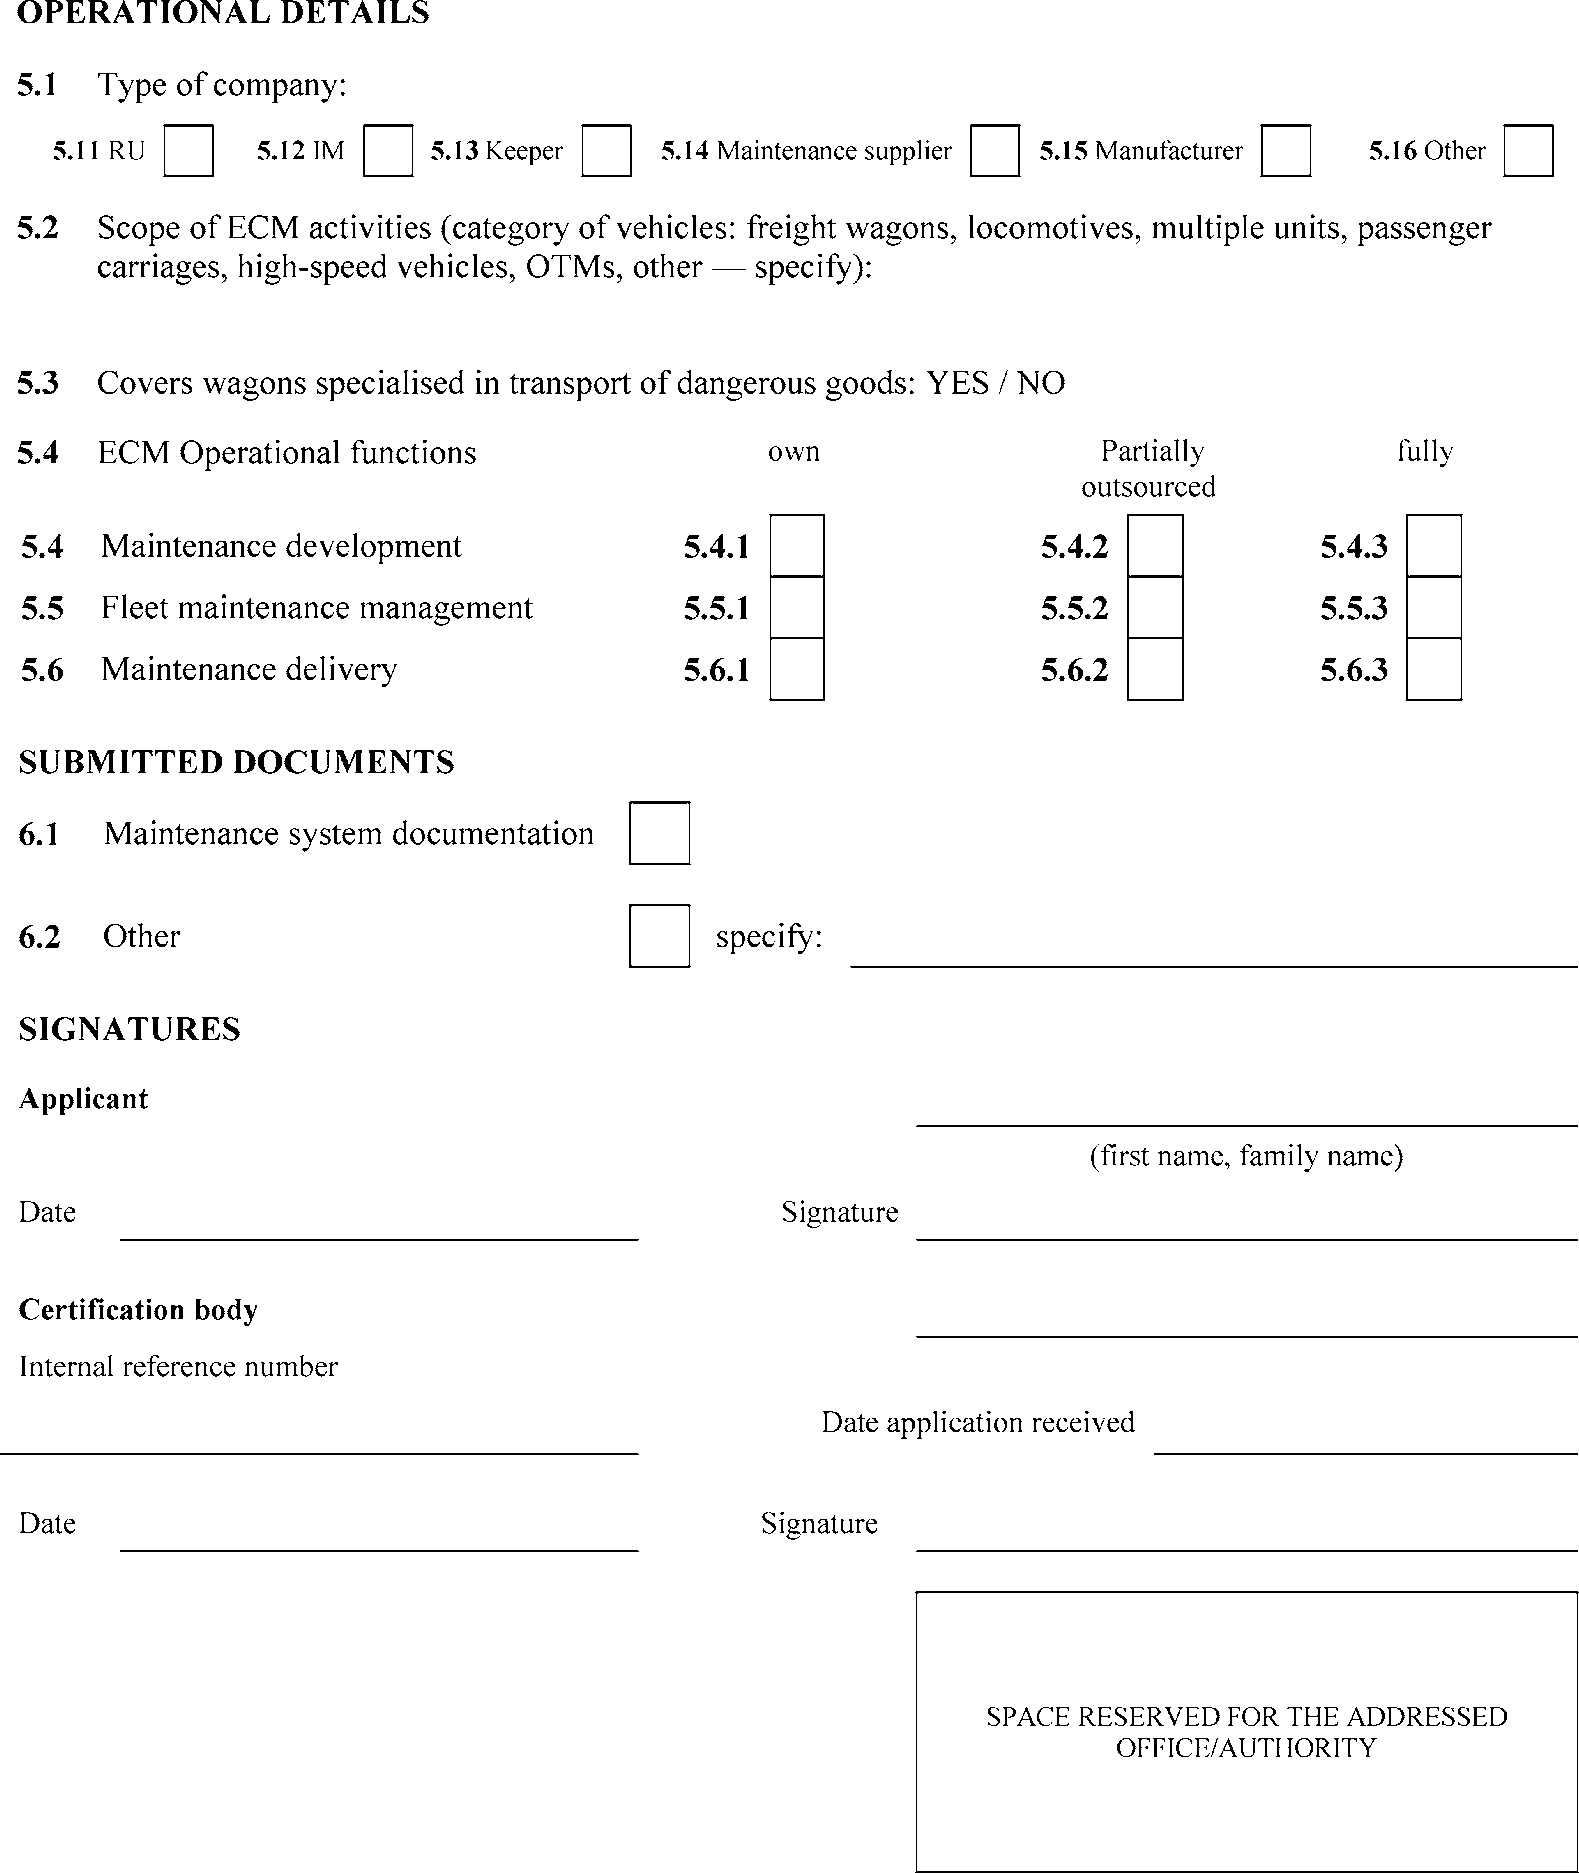 OPERATIONAL DETAILS
5.1 Type of company:
5.11 RU 5.12 IM 5.13 Keeper 5.14 Maintenance supplier 5.15 Manufacturer 5.16 Other
5.2 Scope of ECM activities (category of vehicles: freight wagons, locomotives, multiple units, passenger
carriages, high-speed vehicles, OTMs, other — specify):
5.3 Covers wagons specialised in transport of dangerous goods: YES / NO
5.4 ECM Operational functions own Partially fully
outsourced
5.4 Maintenance development 5.4.1 5.4.2 5.4.3
5.5 Fleet maintenance management 5.5.1 5.5.2 5.5.3
5.6 Maintenance delivery 5.6.1 5.6.2 5.6.3
SUBMITTED DOCUMENTS
6.1 Maintenance system documentation
6.2 Other specify:
SIGNATURES
Applicant
(first name, family name)
Date Signature
Certification body
Internal reference number
Date application received
Date Signature
SPACE RESERVED FOR THE ADDRESSED
OFFICE/AUTHORITY